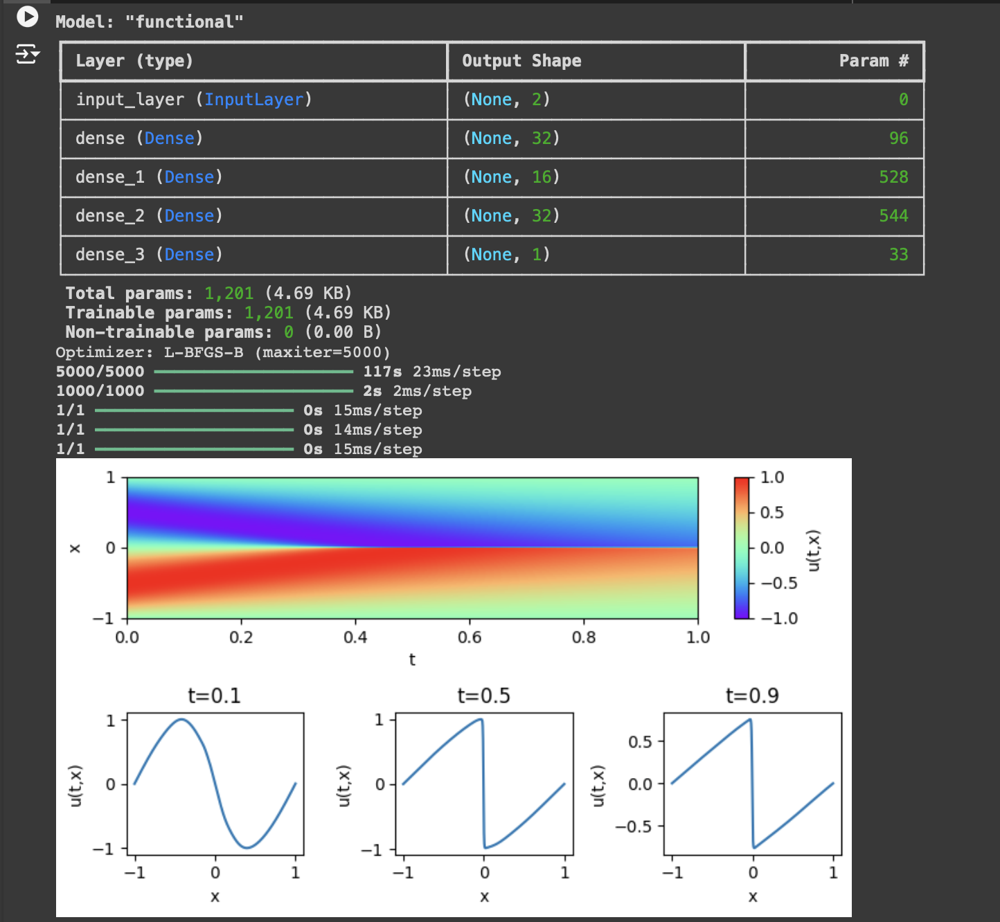 Model: "functional"
Layer (type) Output Shape Param #
input_layer (InputLayer) (None, 2) 0
dense (Dense) (None, 32) 96
dense_1 (Dense) (None, 16) 528
dense_2 (Dense) (None, 32) 544
dense_3 (Dense) (None, 1) 33
Total params: 1,201 (4.69 KB)
Trainable params: 1,201 (4.69 KB)
Non-trainable params: 0 (0.00 B)
Optimizer: L-BFGS-B (maxiter=5000)
5000/5000 117s 23ms/step
1000/1000 2s 2ms/step
1/1 0s 15ms/step
1/1 0s 14ms/step
1/1 0s 15ms/step
1
0
−1
x
0.0 0.2 0.4 0.6 0.8 1.0
t
1.0
0.5
0.0
−0.5
−1.0
u(t,x)
t=0.1
1
0
−1
u(t,x)
−1 0 1
x
t=0.5
1
0
−1
u(t,x)
−1 0 1
x
t=0.9
0.5
0.0
−0.5
u(t,x)
−1 0 1
x